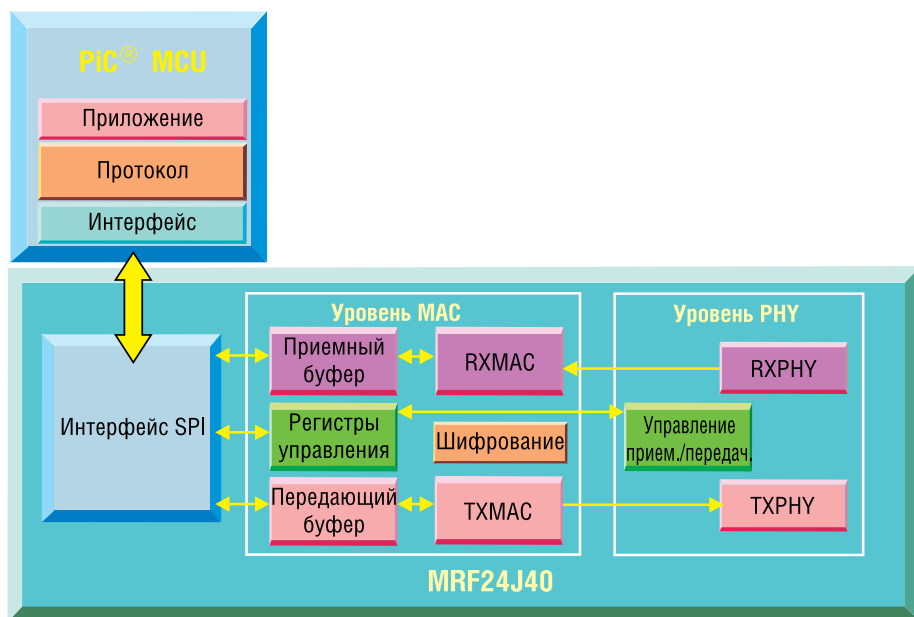 PiC® MCU
Приложение
Протокол
Интерфейс
Интерфейс SPI
Уровень MAC
Приемный
буфер
RXMAC
Регистры
управления
Шифрование
Передающий
буфер
TXMAC
Уровень PHY
RXPHY
Управление
прием./передач.
TXPHY
MRF24J40